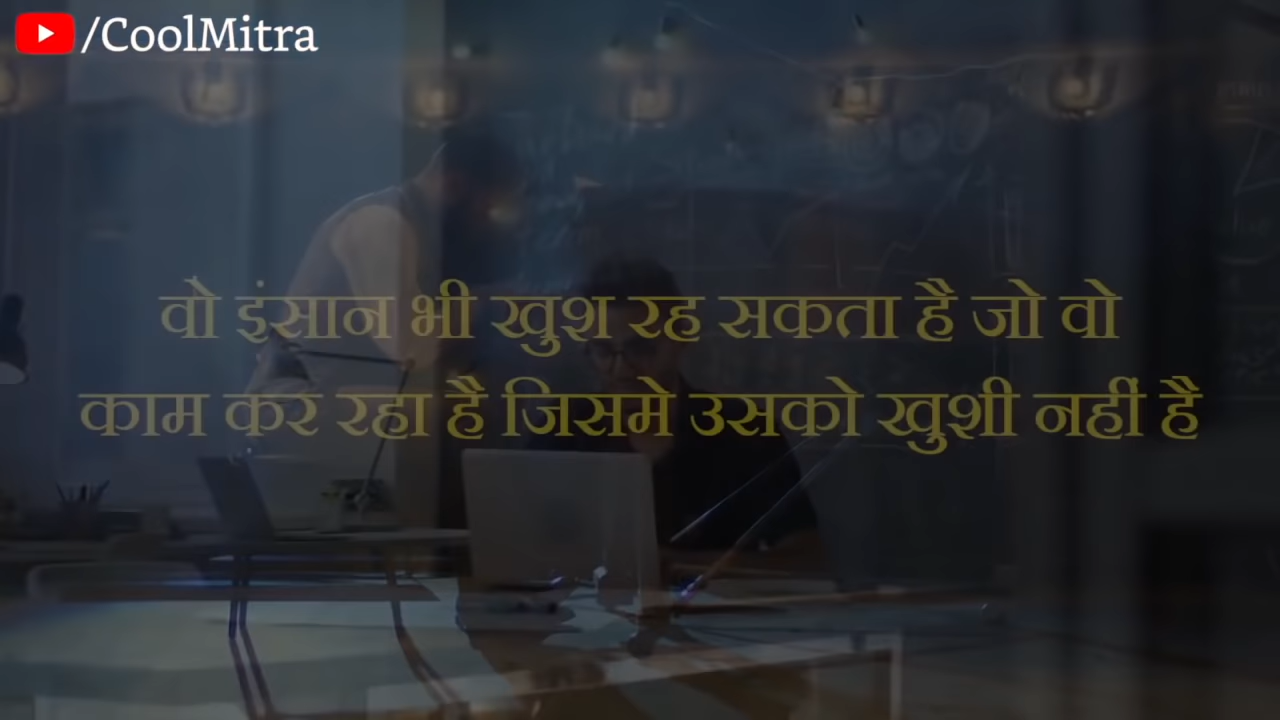 /CoolMitra
वो इंसान भी खुश रह सकता है जो वो
काम कर रहा है जिसमे उसको खुशी नहीं है